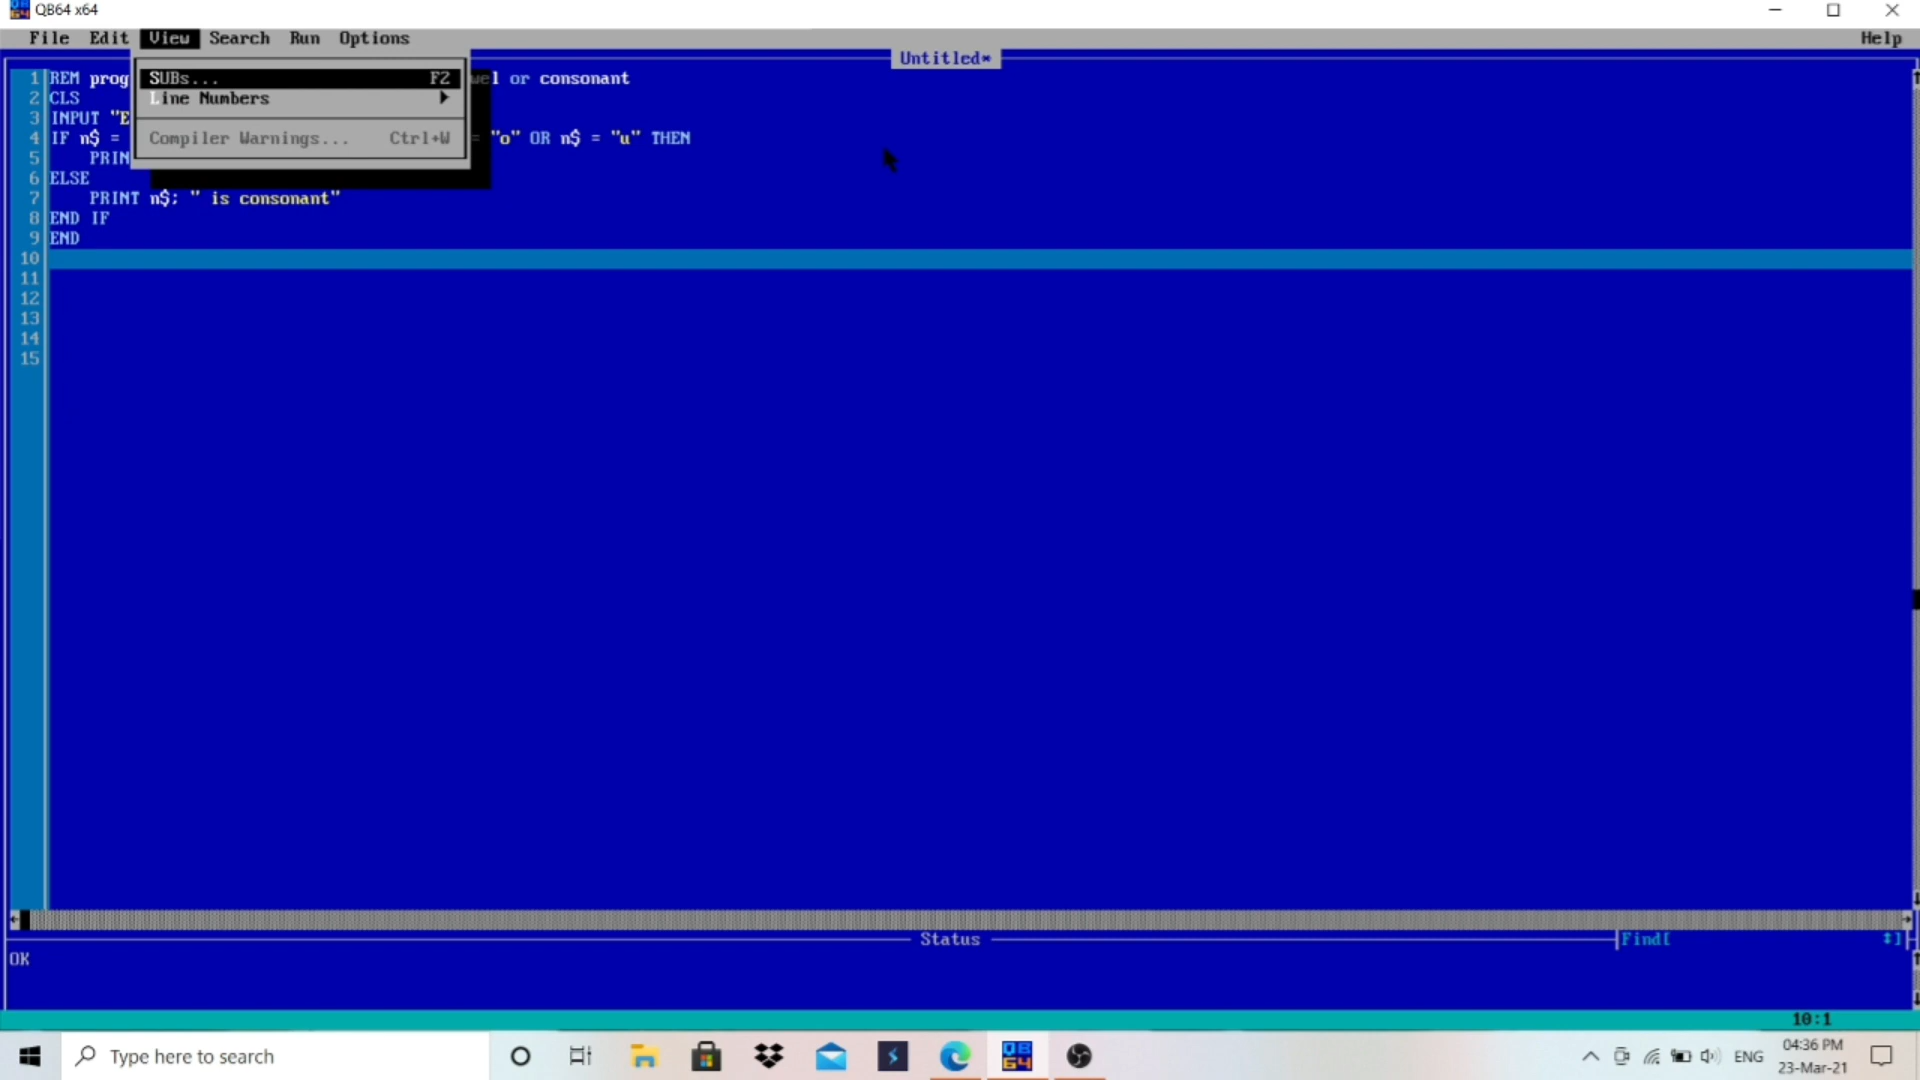 QB64 x64
File Edit View Search Run Options Help
Untitled*
1 REM prog el or consonant
2 CLS
3 INPUT "E
4 IF n$ = = "o" OR n$ = "u" THEN
5 PRIN
6 ELSE
7 PRINT n$; " is consonant"
8 END IF
9 END
10
11
12
13
14
15
SUBs... F2
Line Numbers
Compiler Warnings... Ctrl+W
Status
Find[ ]
OK
10:1
Type here to search
QB64
ENG
04:36 PM
23-Mar-21